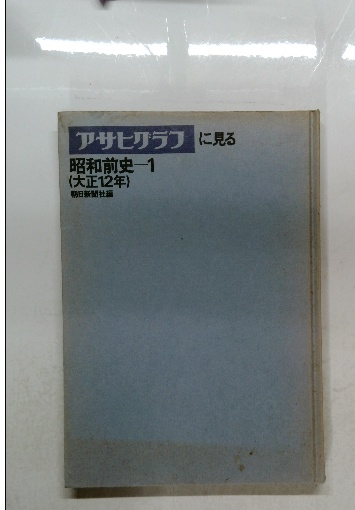 アサヒグラフに見る
昭和前史―1
(大正12年)
朝日新聞社編